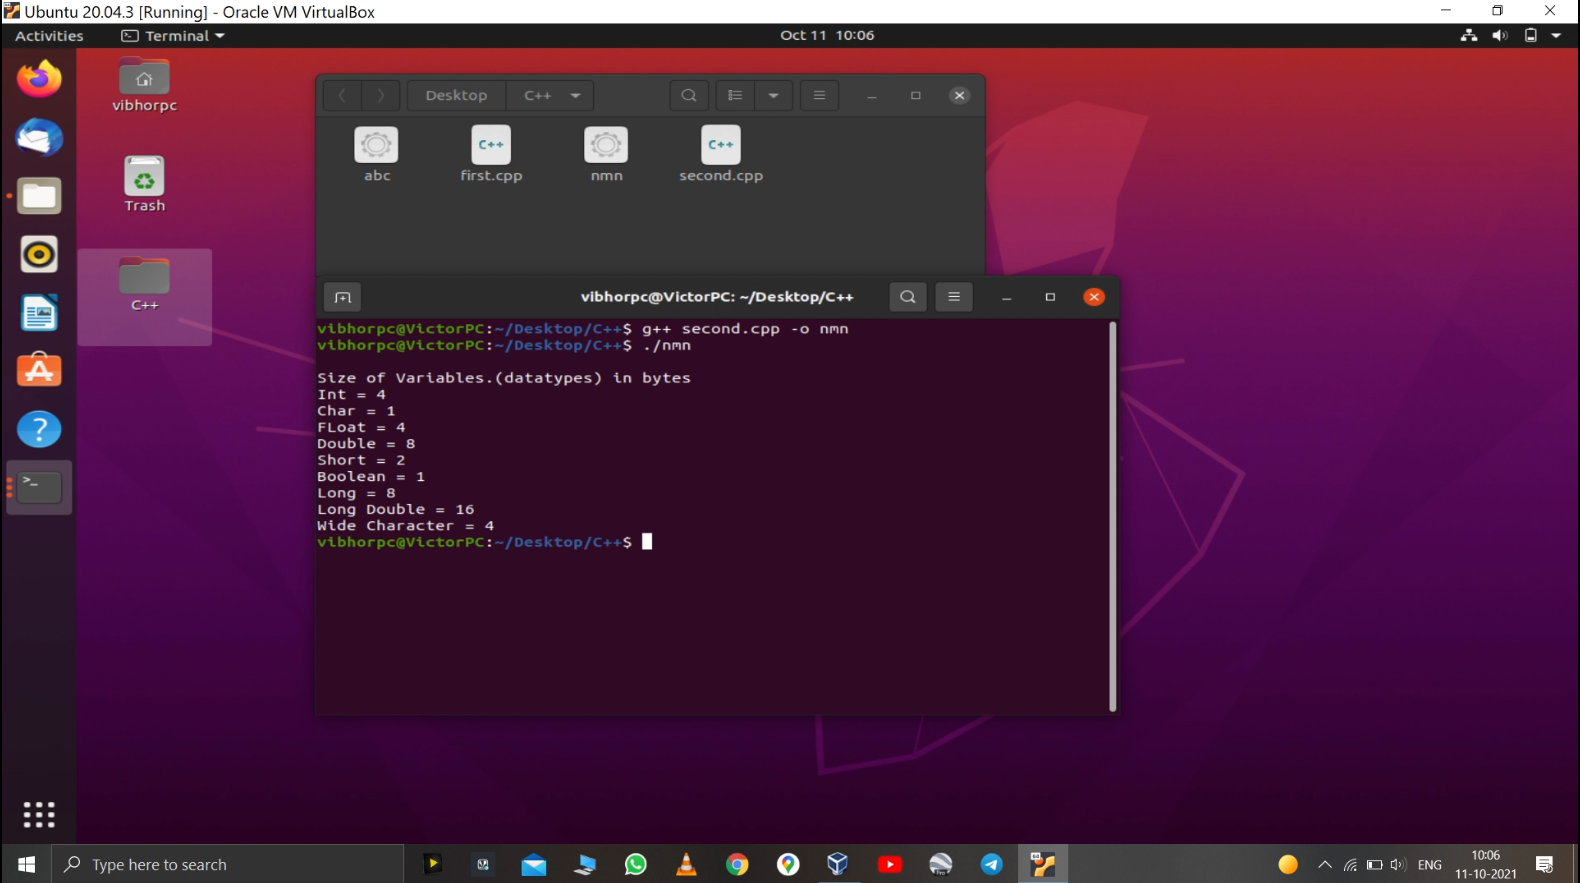 Ubuntu 20.04.3 [Running] - Oracle VM VirtualBox
Activities
Terminal
Oct 11 10:06
vibhorpc
Trash
C++
Desktop
C++
abc
C++
first.cpp
nmn
C++
second.cpp
vibhorpc@VictorPC: ~/Desktop/C++
vibhorpc@VictorPC:~/Desktop/C++$ g++ second.cpp -o nmn
vibhorpc@VictorPC:~/Desktop/C++$ ./nmn
Size of Variables.(datatypes) in bytes
Int = 4
Char = 1
FLoat = 4
Double = 8
Short = 2
Boolean = 1
Long = 8
Long Double = 16
Wide Character = 4
vibhorpc@VictorPC:~/Desktop/C++$
Type here to search
ENG
10:06
11-10-2021